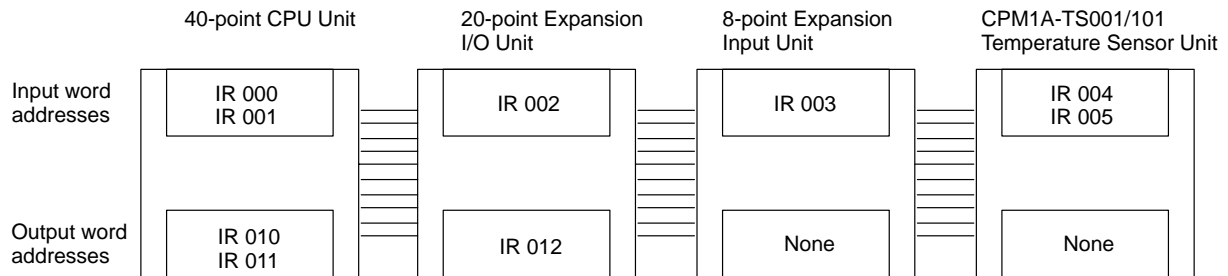 40-point CPU Unit
20-point Expansion
I/O Unit
8-point Expansion
Input Unit
CPM1A-TS001/101
Temperature Sensor Unit
Input word
addresses
IR 000
IR 001
IR 002
IR 003
IR 004
IR 005
Output word
addresses
IR 010
IR 011
IR 012
None
None